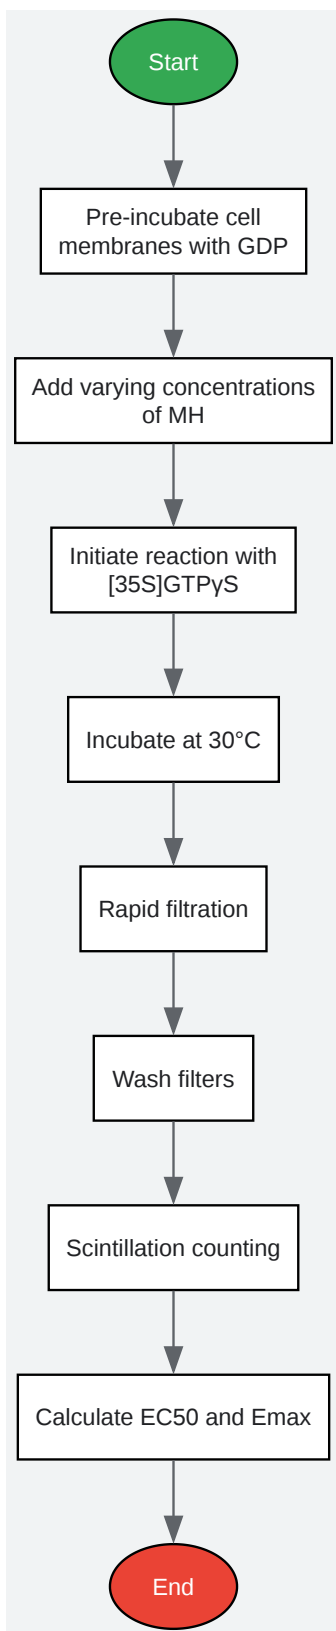 Start
Pre-incubate cell
membranes with GDP
Add varying concentrations
of MH
Initiate reaction with
[35S]GTPγS
Incubate at 30°C
Rapid filtration
Wash filters
Scintillation counting
Calculate EC50 and Emax
End